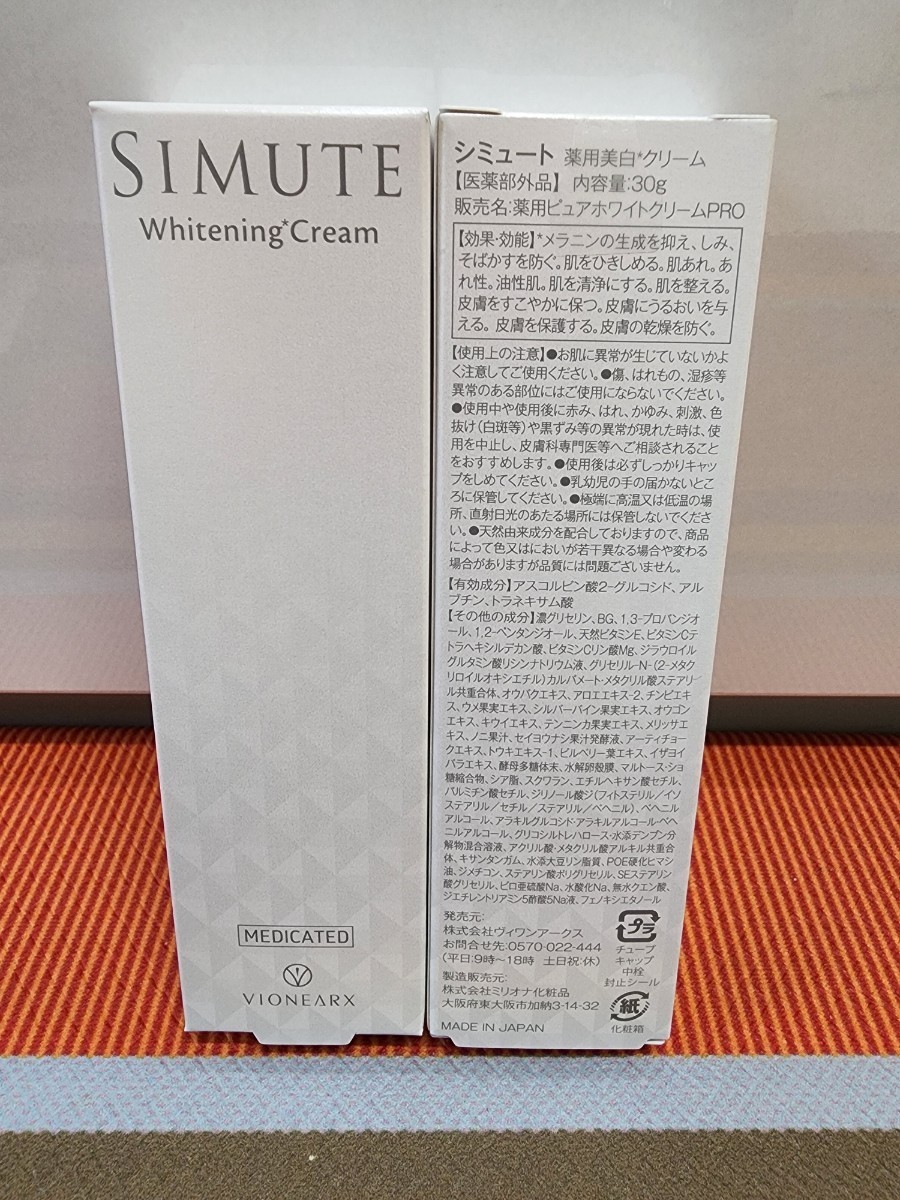 SIMUTE
Whitening*Cream
MEDICATED
VIONEARX
シミュート 薬用美白*クリーム
【医薬部外品】 内容量:30g
販売名:薬用ピュアホワイトクリームPRO
【効果・効能】*メラニンの生成を抑え、しみ、
そばかすを防ぐ。肌をひきしめる。肌あれ。あ
れ性。油性肌。肌を清浄にする。肌を整える。
皮膚をすこやかに保つ。皮膚にうるおいを与
える。皮膚を保護する。皮膚の乾燥を防ぐ。
【使用上の注意】●お肌に異常が生じていないかよ
く注意してご使用ください。●傷、はれもの、湿疹等
異常のある部位にはご使用にならないでください。
●使用中や使用後に赤み、はれ、かゆみ、刺激、色
抜け(白斑等)や黒ずみ等の異常が現れた時は、使
用を中止し、皮膚科専門医等へご相談されること
をおすすめします。●使用後は必ずしっかりキャッ
プをしめてください。●乳幼児の手の届かないとこ
ろに保管してください。●極端に高温又は低温の場
所、直射日光のあたる場所には保管しないでくださ
い。●天然由来成分を配合しておりますので、商品
によって色又はにおいが若干異なる場合や変わる
場合がありますが品質には問題ございません。
【有効成分】アスコルビン酸2-グルコシド、アル
ブチン、トラネキサム酸
【その他の成分】濃グリセリン、BG、1,3-プロパンジオ
ール、1,2-ペンタンジオール、天然ビタミンE、ビタミンCテ
トラヘキシルデカン酸、ビタミンCリン酸Mg、ジラウロイル
グルタミン酸リシンナトリウム液、グリセリル-N-(2-メタク
リロイルオキシエチル)カルバメート・メタクリル酸ステアリ
ル共重合体、オウバクエキス、アロエエキス-2、チンピエキ
ス、ウメ果実エキス、シルバーバイン果実エキス、オウゴン
エキス、キウイエキス、テンニンカ果実エキス、メリッサエ
キス、ノニ果汁、セイヨウナシ果汁発酵液、アーティチョー
クエキス、トウキエキス-1、ビルベリー葉エキス、イザヨイ
バラエキス、酵母多糖体末、水解卵殻膜、マルトース・ショ
糖縮合物、シア脂、スクワラン、エチルヘキサン酸セチル、
パルミチン酸セチル、ジリノール酸ジ(フィトステリル/イソ
ステアリル/セチル/ステアリル/ベヘニル)、ベヘニル
アルコール、アラキルグルコシド・アラキルアルコール・ベヘ
ニルアルコール、グリコシルトレハロース・水添デンプン分
解物混合溶液、アクリル酸・メタクリル酸アルキル共重合
体、キサンタンガム、水添大豆リン脂質、POE硬化ヒマシ
油、ジメチコン、ステアリン酸ポリグリセリル、SEステアリン
酸グリセリル、ピロ亜硫酸Na、水酸化Na、無水クエン酸、
ジエチレントリアミン5酢酸5Na液、フェノキシエタノール
発売元:
株式会社ヴィワンアークス
お問合せ先:0570-022-444
(平日:9時～18時 土日祝:休)
製造販売元:
株式会社ミリオナ化粧品
大阪府東大阪市加納3-14-32
MADE IN JAPAN
プラ
チューブ
キャップ
中栓
封止シール
紙
化粧箱